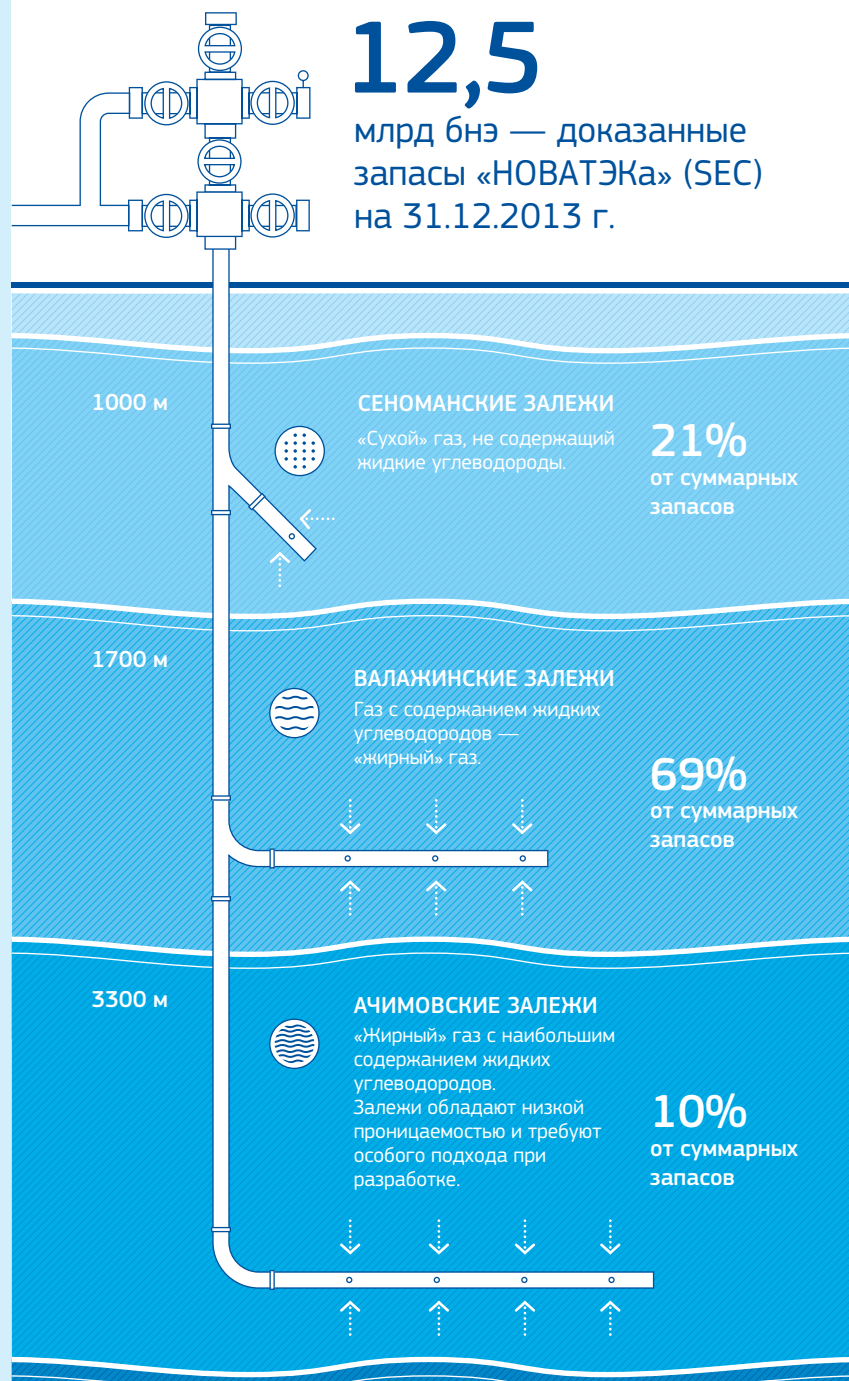 12,5
млрд бнэ — доказанные
запасы «НОВАТЭКа» (SEC)
на 31.12.2013 г.
1000 м
СЕНОМАНСКИЕ ЗАЛЕЖИ
«Сухой» газ, не содержащий
жидкие углеводороды.
21%
от суммарных
запасов
1700 м
ВАЛАЖИНСКИЕ ЗАЛЕЖИ
Газ с содержанием жидких
углеводородов —
«жирный» газ.
69%
от суммарных
запасов
3300 м
АЧИМОВСКИЕ ЗАЛЕЖИ
«Жирный» газ с наибольшим
содержанием жидких
углеводородов.
Залежи обладают низкой
проницаемостью и требуют
особого подхода при
разработке.
10%
от суммарных
запасов